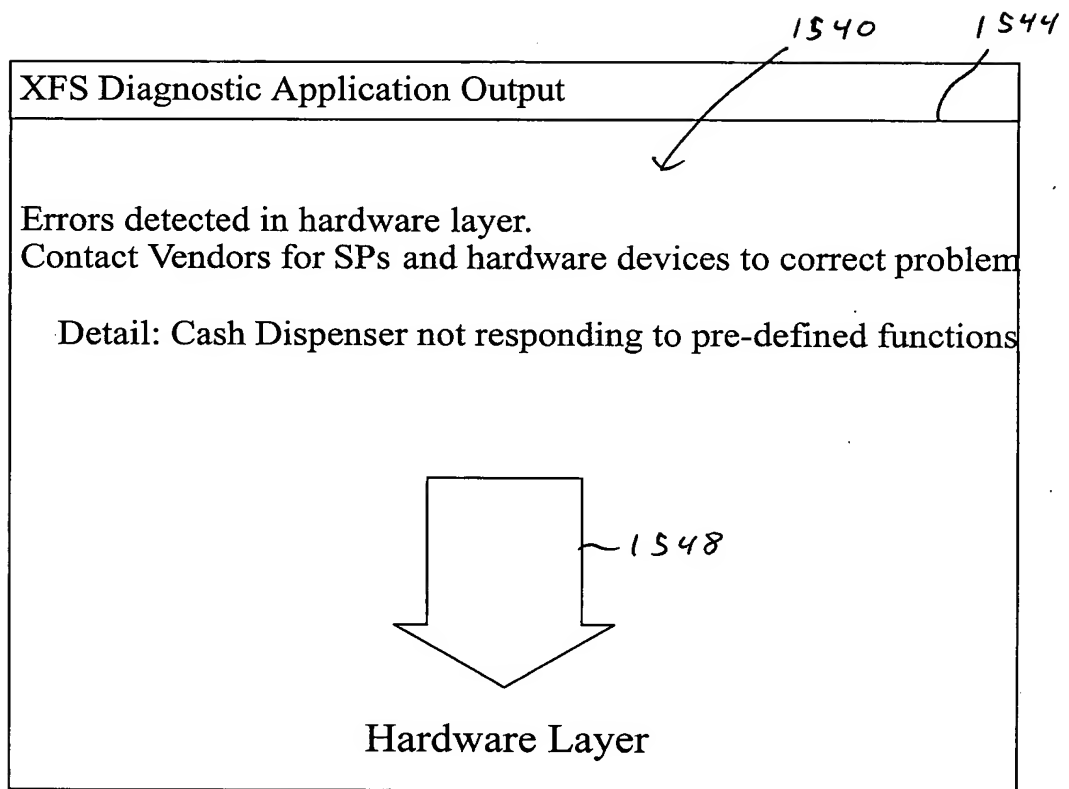 1540
1544
XFS Diagnostic Application Output
Errors detected in hardware layer.
Contact Vendors for SPs and hardware devices to correct problem
Detail: Cash Dispenser not responding to pre-defined functions
1548
Hardware Layer